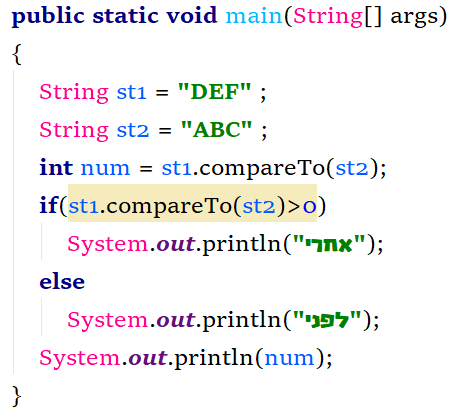 public static void main(String[] args)
{
String st1 = "DEF" ;
String st2 = "ABC" ;
int num = st1.compareTo(st2);
if(st1.compareTo(st2)>0)
System.out.println("אחרי");
else
System.out.println("לפני");
System.out.println(num);
}